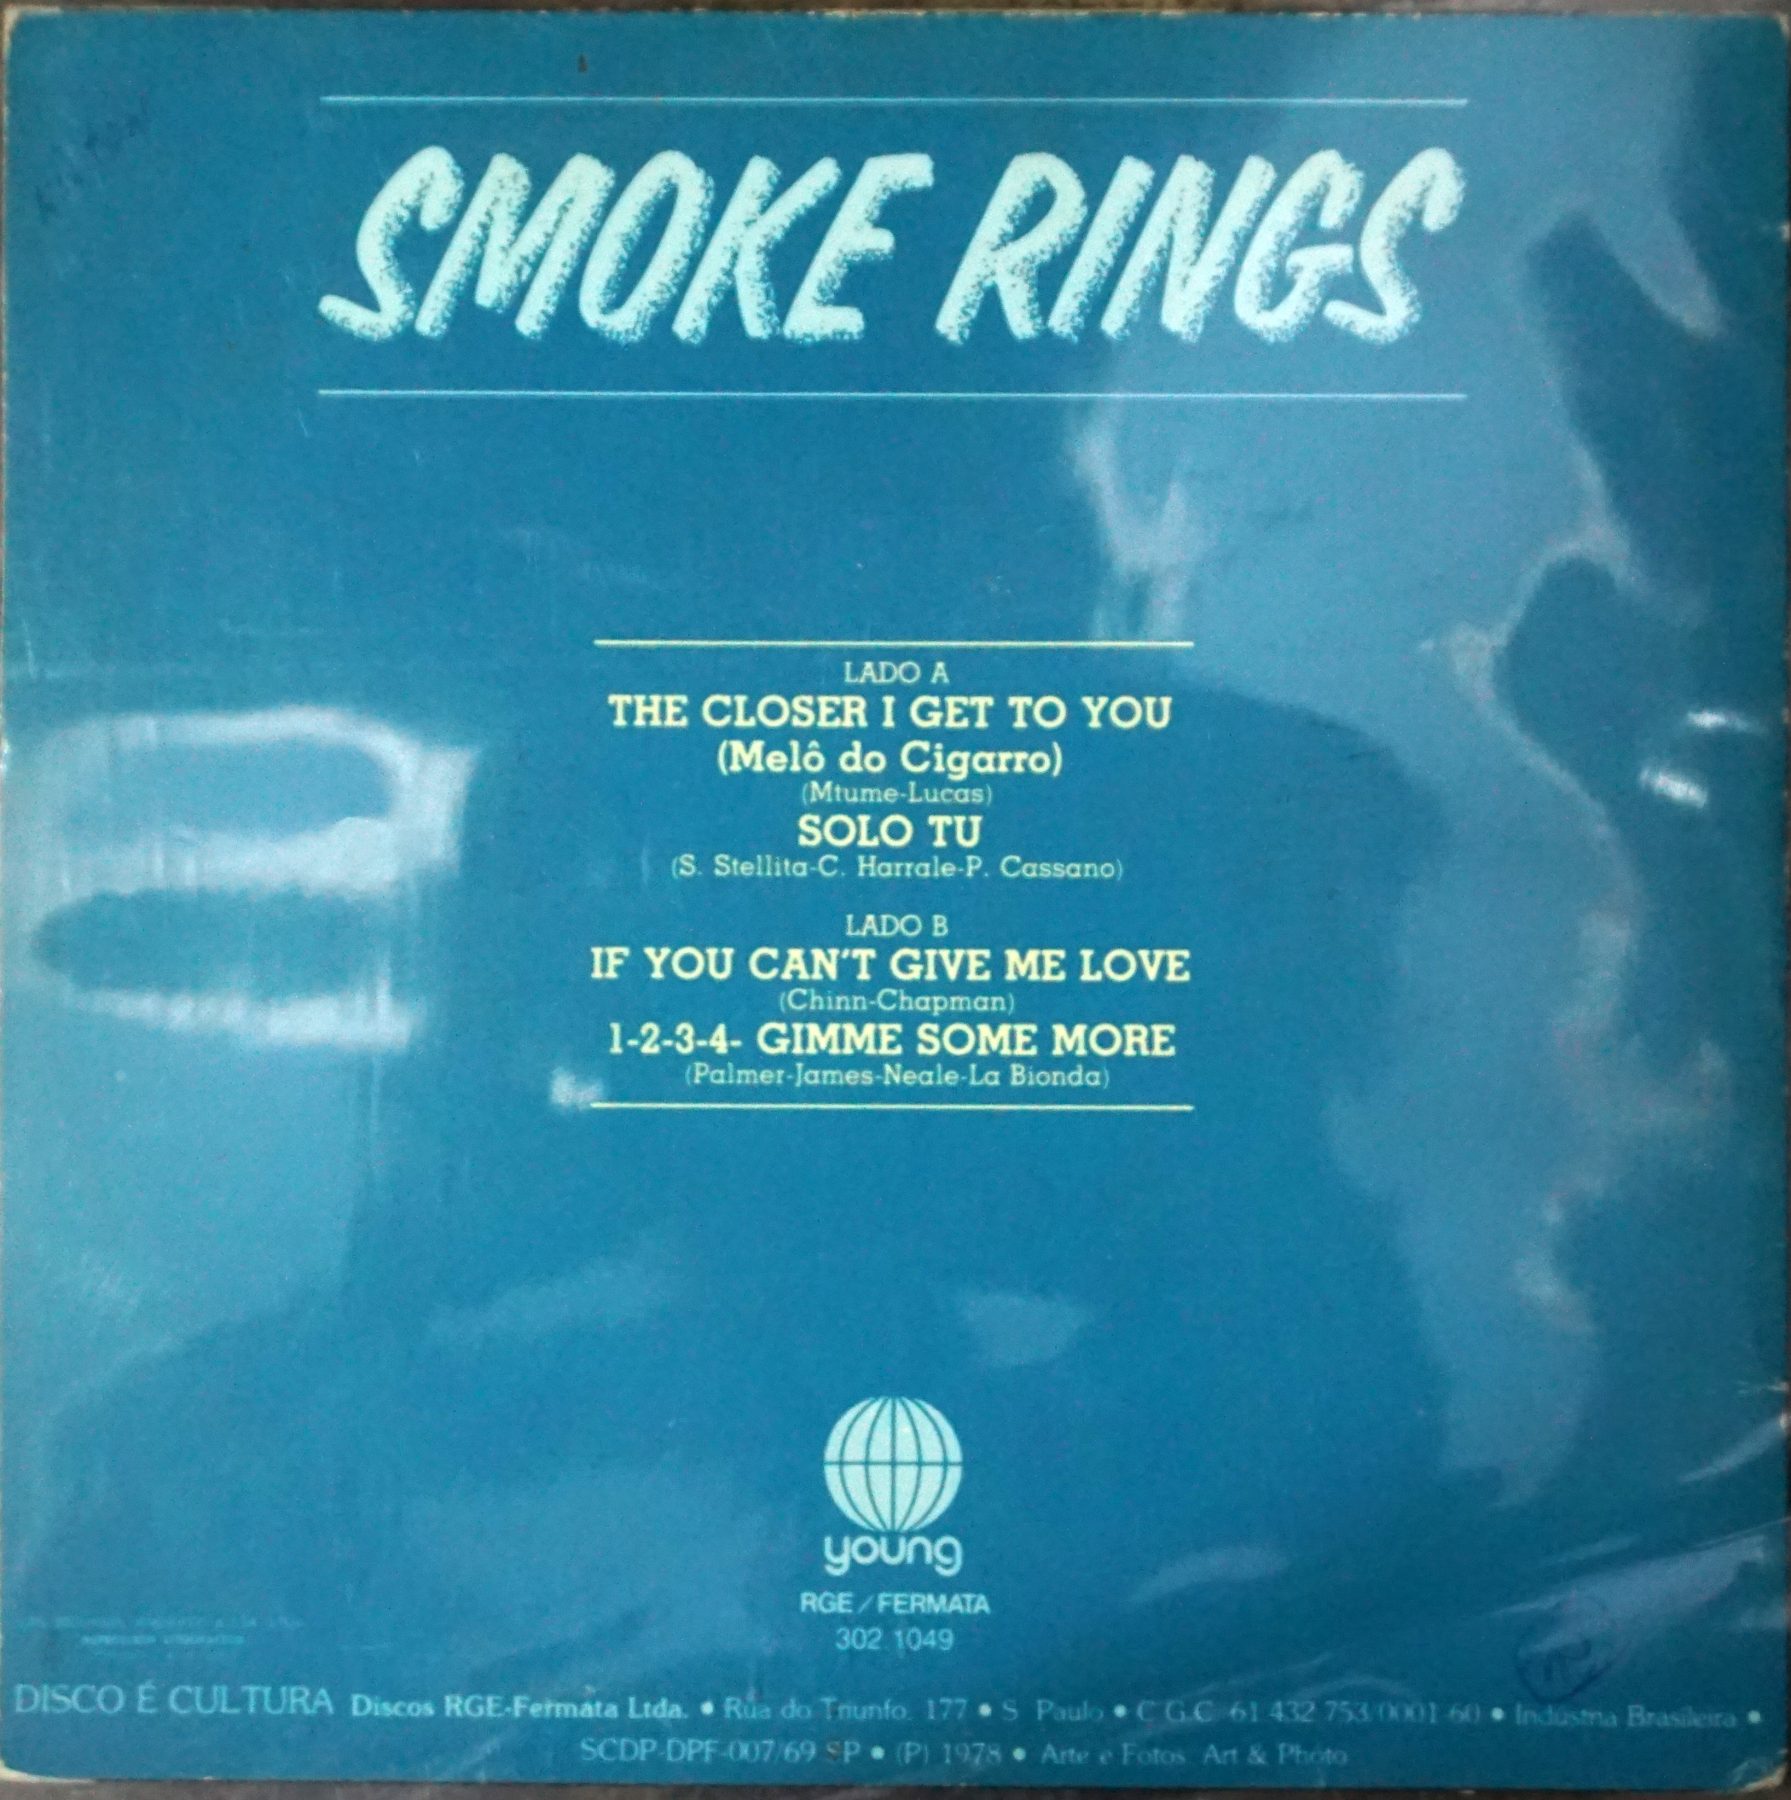 SMOKE RINGS
LADO A
THE CLOSER I GET TO YOU
(Melô do Cigarro)
(Mtume-Lucas)
SOLO TU
(S. Stellita-C. Harrale-P. Cassano)
LADO B
IF YOU CAN'T GIVE ME LOVE
(Chinn-Chapman)
1-2-3-4- GIMME SOME MORE
(Palmer-James-Neale-La Bionda)
young
RGE/FERMATA
302.1049
DISCO É CULTURA Discos RGE-Fermata Ltda. • Rua do Triunfo, 177 • S. Paulo • C.G.C. 61.432.753/0001-60 • Indústria Brasileira •
SCDP-DPF-007/69 SP • (P) 1978 • Arte e Fotos: Art & Photo